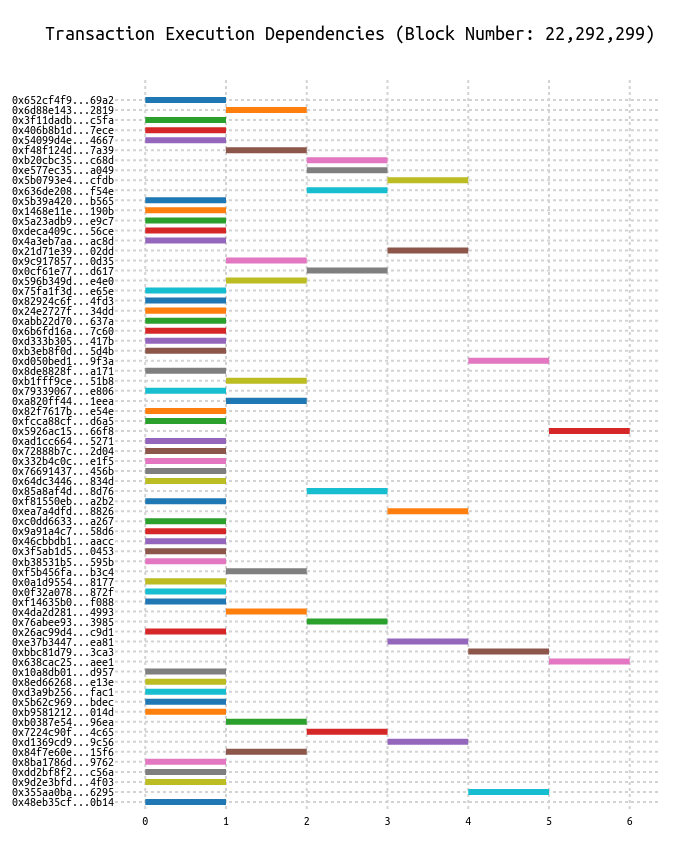 Transaction Execution Dependencies (Block Number: 22,292,299)
0x652cf4f9...69a2
0x6d88e143...2819
0x3f11dadb...c5fa
0x406b8b1d...7ece
0x54099d4e...4667
0xf48f124d...7a39
0xb20cbc35...c68d
0xe577ec35...a049
0x5b0793e4...cfdb
0x636de208...f54e
0x5b39a420...b565
0x1468e11e...190b
0x5a23adb9...e9c7
0xdeca409c...56ce
0x4a3eb7aa...ac8d
0x21d71e39...02dd
0x9c917857...0d35
0x0cf61e77...d617
0x596b349d...e4e0
0x75fa1f3d...e65e
0x82924c6f...4fd3
0x24e2727f...34dd
0xabb22d70...637a
0x6b6fd16a...7c60
0xd333b305...417b
0xb3eb8f0d...5d4b
0xd050bed1...9f3a
0x8de8828f...a171
0xb1fff9ce...51b8
0x79339067...e806
0xa820ff44...1eea
0x82f7617b...e54e
0xfcca88cf...d6a5
0x5926ac15...66f8
0xad1cc664...5271
0x72888b7c...2d04
0x332b4c0c...e1f5
0x76691437...456b
0x64dc3446...834d
0x85a8af4d...8d76
0xf81550eb...a2b2
0xea7a4dfd...8826
0xc0dd6633...a267
0x9a91a4c7...58d6
0x46cbbdb1...aacc
0x3f5ab1d5...0453
0xb38531b5...595b
0xf5b456fa...b3c4
0x0a1d9554...8177
0x0f32a078...872f
0xf14635b0...f088
0x4da2d281...4993
0x76abee93...3985
0x26ac99d4...c9d1
0xe37b3447...ea81
0xbbc81d79...3ca3
0x638cac25...aee1
0x10a8db01...d957
0x8ed66268...e13e
0xd3a9b256...fac1
0x5b62c969...bdec
0xb9581212...014d
0xb0387e54...96ea
0x7224c90f...4c65
0xd1369cd9...9c56
0x84f7e60e...15f6
0x8ba1786d...9762
0xdd2bf8f2...c56a
0x9d2e3bfd...4f03
0x355aa0ba...6295
0x48eb35cf...0b14
0 1 2 3 4 5 6